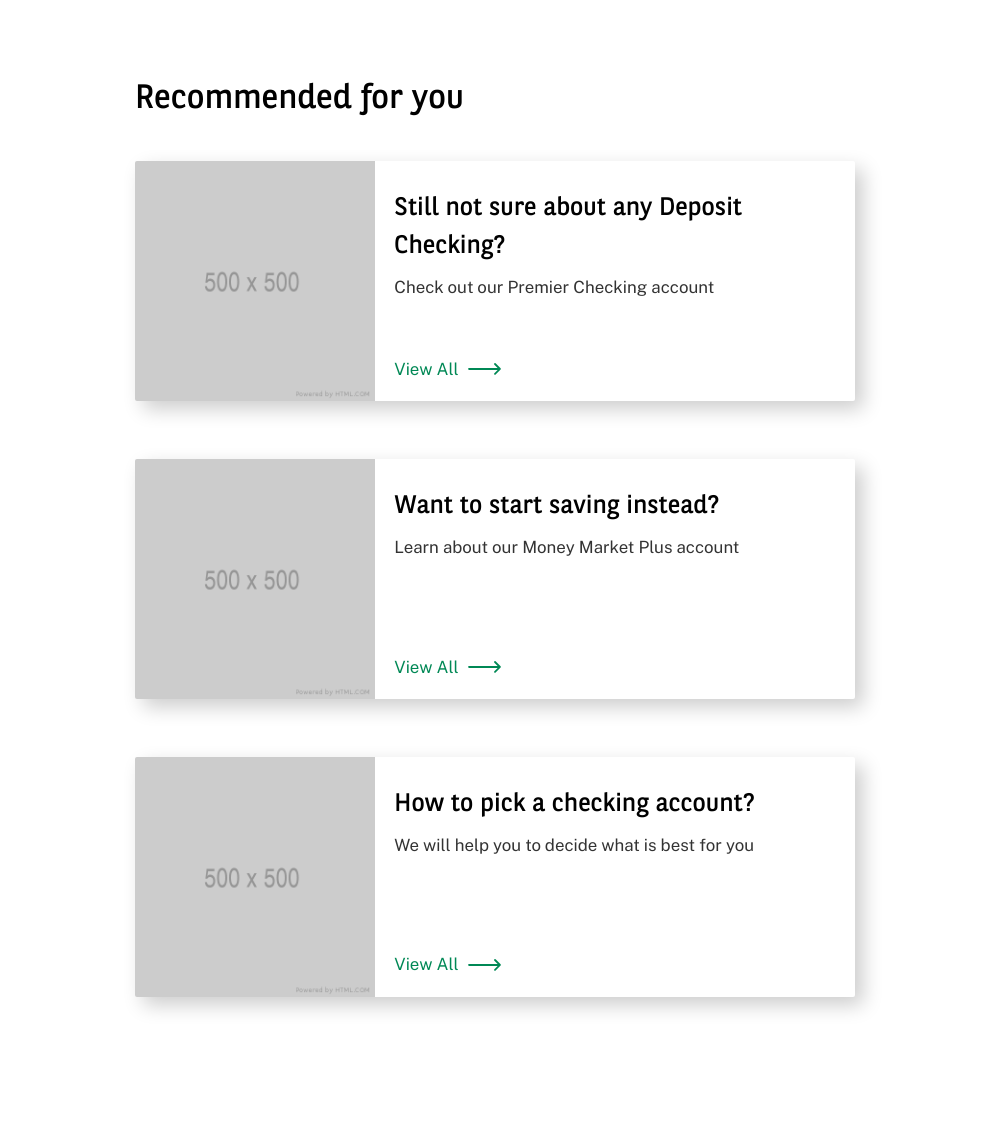 Recommended for you
500 x 500
Powered by HTML.COM
Still not sure about any Deposit
Checking?
Check out our Premier Checking account
View All
500 x 500
Powered by HTML.COM
Want to start saving instead?
Learn about our Money Market Plus account
View All
500 x 500
Powered by HTML.COM
How to pick a checking account?
We will help you to decide what is best for you
View All